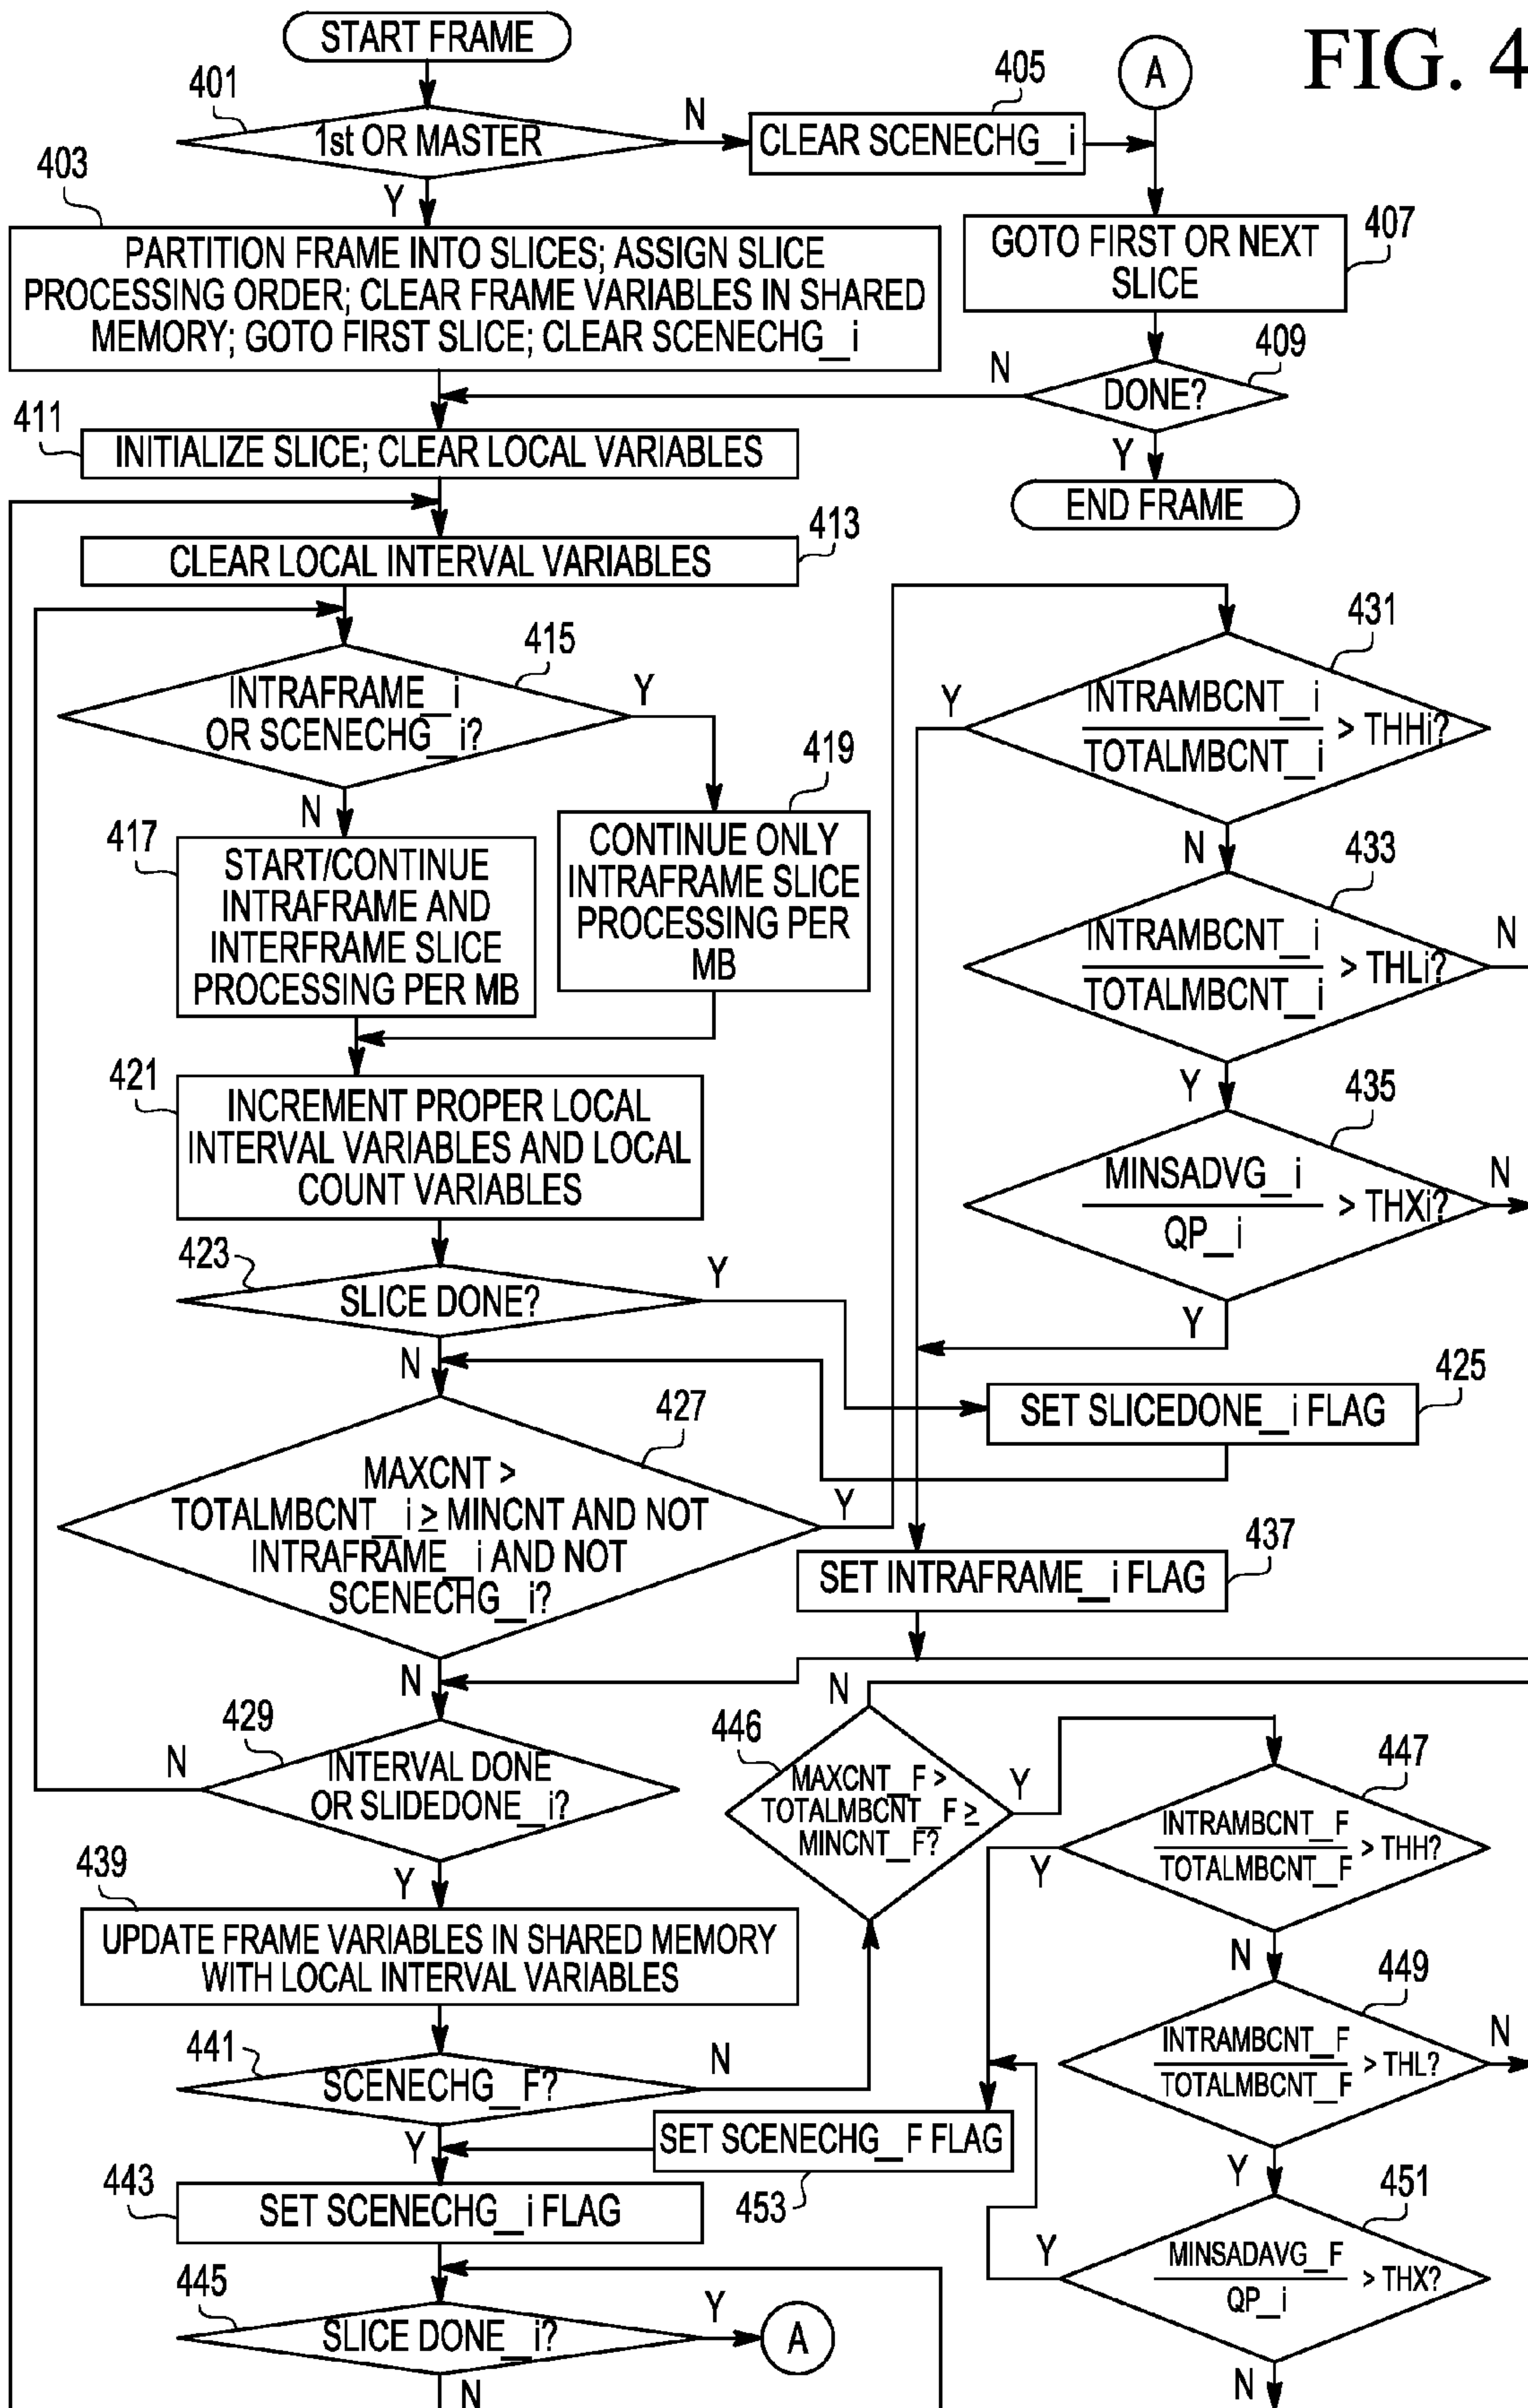 FIG. 4
START FRAME
A
401
1st OR MASTER
N
405
CLEAR SCENECHG_i
403
Y
PARTITION FRAME INTO SLICES; ASSIGN SLICE
PROCESSING ORDER; CLEAR FRAME VARIABLES IN SHARED
MEMORY; GOTO FIRST SLICE; CLEAR SCENECHG_i
GOTO FIRST OR NEXT
SLICE
407
409
DONE?
N
Y
END FRAME
411
INITIALIZE SLICE; CLEAR LOCAL VARIABLES
413
CLEAR LOCAL INTERVAL VARIABLES
415
INTRAFRAME_i
OR SCENECHG_i?
Y
N
417
START/CONTINUE
INTRAFRAME AND
INTERFRAME SLICE
PROCESSING PER MB
419
CONTINUE ONLY
INTRAFRAME SLICE
PROCESSING PER
MB
421
INCREMENT PROPER LOCAL
INTERVAL VARIABLES AND LOCAL
COUNT VARIABLES
423
SLICE DONE?
Y
N
425
SET SLICEDONE_i FLAG
427
MAXCNT >
TOTALMBCNT_i ≥ MINCNT AND NOT
INTRAFRAME_i AND NOT
SCENECHG_i?
Y
N
431
INTRAMBCNT_i
TOTALMBCNT_i
> THHi?
Y
N
433
INTRAMBCNT_i
TOTALMBCNT_i
> THLi?
N
Y
435
MINSADVG_i
QP_i
> THXi?
N
Y
437
SET INTRAFRAME_i FLAG
429
INTERVAL DONE
OR SLIDEDONE_i?
N
Y
439
UPDATE FRAME VARIABLES IN SHARED MEMORY
WITH LOCAL INTERVAL VARIABLES
441
SCENECHG_F?
N
Y
446
MAXCNT_F >
TOTALMBCNT_F ≥
MINCNT_F?
N
Y
447
INTRAMBCNT_F
TOTALMBCNT_F
> THH?
Y
N
449
INTRAMBCNT_F
TOTALMBCNT_F
> THL?
N
Y
451
MINSADAVG_F
QP_i
> THX?
Y
N
SET SCENECHG_F FLAG
453
443
SET SCENECHG_i FLAG
445
SLICE DONE_i?
Y
A
N